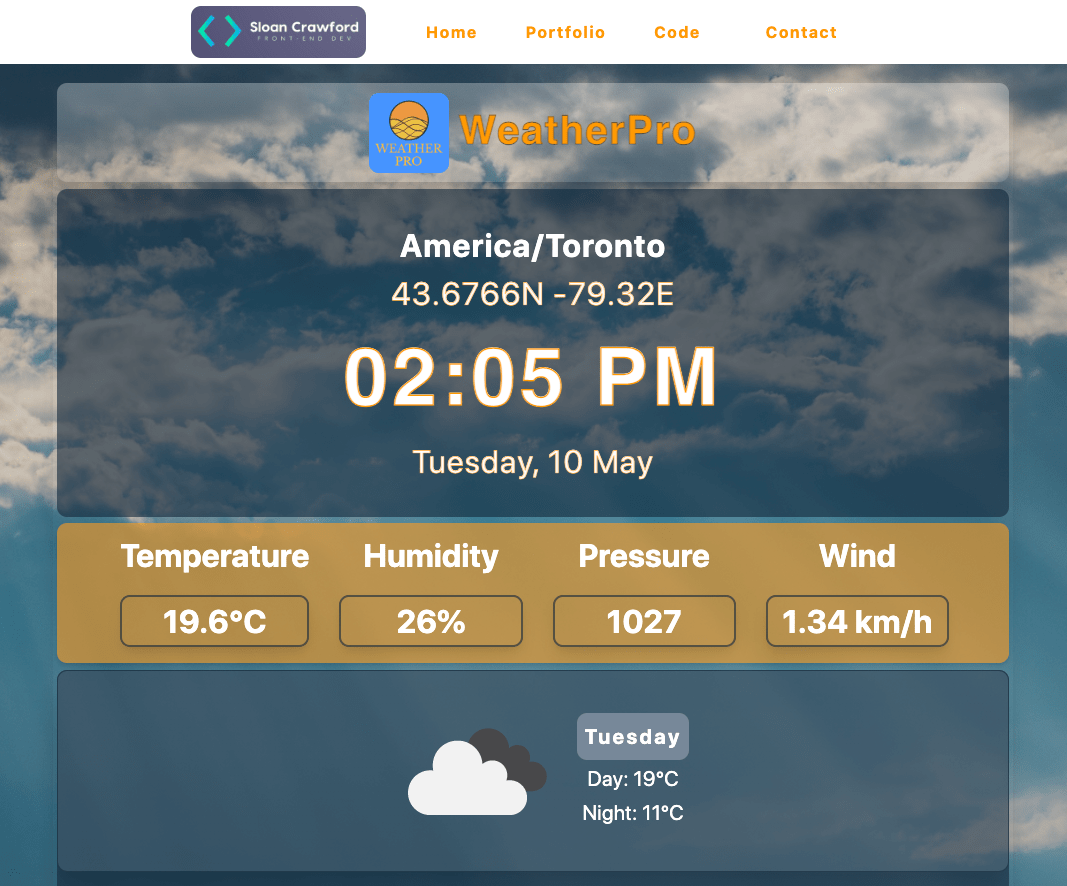 Sloan Crawford
FRONT-END DEV
Home Portfolio Code Contact
WEATHER
PRO
WeatherPro
America/Toronto
43.6766N -79.32E
02:05 PM
Tuesday, 10 May
Temperature Humidity Pressure Wind
19.6°C 26% 1027 1.34 km/h
Tuesday
Day: 19°C
Night: 11°C